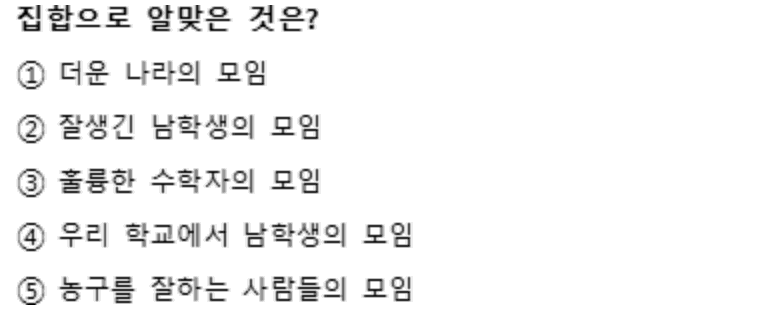 집합으로 알맞은 것은?
① 더운 나라의 모임
② 잘생긴 남학생의 모임
③ 훌륭한 수학자의 모임
④ 우리 학교에서 남학생의 모임
⑤ 농구를 잘하는 사람들의 모임